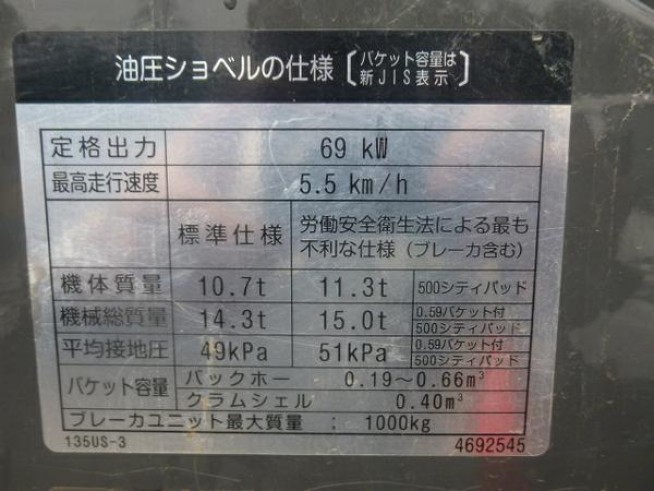 油圧ショベルの仕様〔バケット容量は
新JIS表示〕
定格出力 69 kW
最高走行速度 5.5 km/h
標準仕様 労働安全衛生法による最も
不利な仕様(ブレーカ含む)
機体質量 10.7t 11.3t 500シティパッド
機械総質量 14.3t 15.0t 0.59バケット付
500シティパッド
平均接地圧 49kPa 51kPa 0.59バケット付
500シティパッド
バケット容量 バックホー 0.19～0.66m³
クラムシェル 0.40m³
ブレーカユニット最大質量 : 1000kg
135US-3 4692545